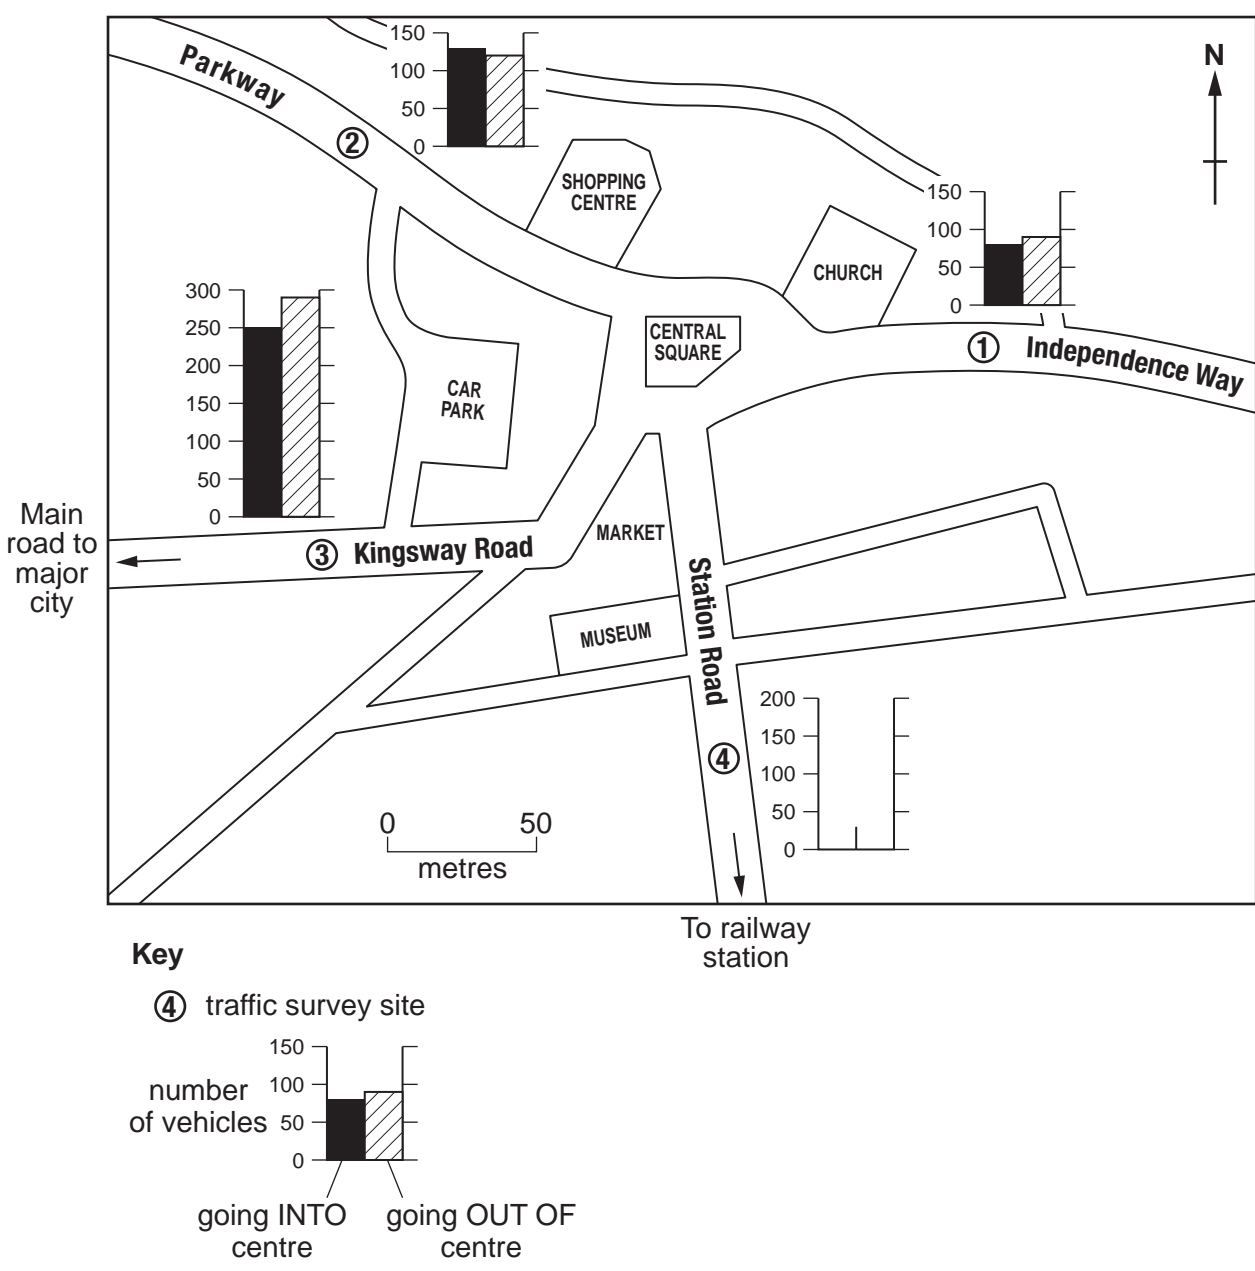 Parkway
2
150
100
50
0
N
SHOPPING
CENTRE
150
100
50
0
CHURCH
300
250
200
150
100
50
0
CENTRAL
SQUARE
1 Independence Way
CAR
PARK
Main
road to
major
city
3 Kingsway Road
MARKET
Station Road
MUSEUM
4
200
150
100
50
0
0 50
metres
To railway
station
Key
4 traffic survey site
150
100
50
0
number
of vehicles
going INTO
centre
going OUT OF
centre